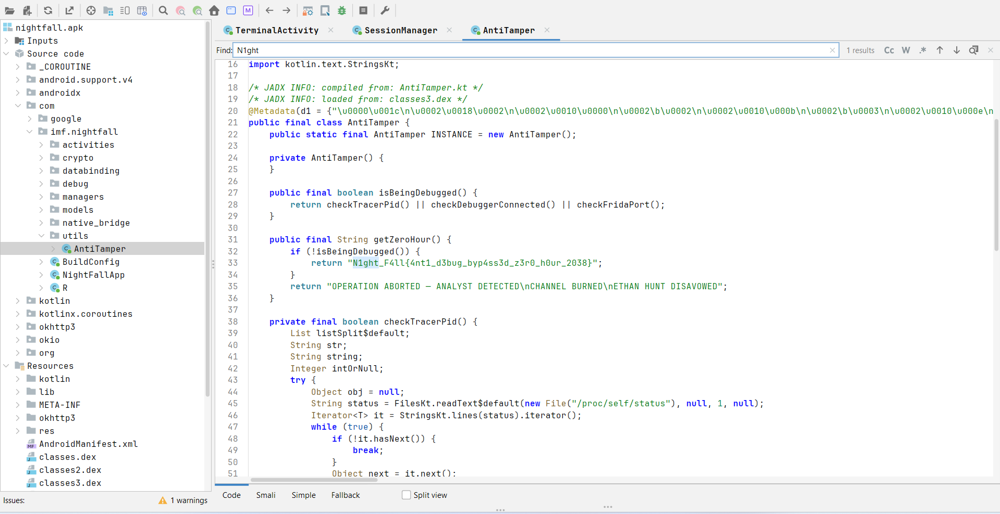 nightfall.apk
Inputs
Source code
_COROUTINE
android.support.v4
androidx
com
google
imf.nightfall
activities
crypto
databinding
debug
managers
models
native_bridge
utils
AntiTamper
BuildConfig
NightFallApp
R
kotlin
kotlinx.coroutines
okhttp3
okio
org
Resources
kotlin
lib
META-INF
okhttp3
res
AndroidManifest.xml
classes.dex
classes2.dex
classes3.dex
Issues: 1 warnings
TerminalActivity SessionManager AntiTamper
Find: N1ght 1 results Cc W .*
16 import kotlin.text.StringsKt;
17
18 /* JADX INFO: compiled from: AntiTamper.kt */
19 /* JADX INFO: loaded from: classes3.dex */
20 @Metadata(d1 = {"\u0000\u001c\n\u0002\u0018\u0002\n\u0002\u0010\u0000\n\u0002\b\u0002\n\u0002\u0010\u000b\n\u0002\b\u0003\n\u0002\u0010\u000e\n
21 public final class AntiTamper {
22 public static final AntiTamper INSTANCE = new AntiTamper();
23
24 private AntiTamper() {
25 }
26
27 public final boolean isBeingDebugged() {
28 return checkTracerPid() || checkDebuggerConnected() || checkFridaPort();
29 }
30
31 public final String getZeroHour() {
32 if (!isBeingDebugged()) {
33 return "N1ght_F4ll{4nt1_d3bug_byp4ss3d_z3r0_h0ur_2038}";
34 }
35 return "OPERATION ABORTED — ANALYST DETECTED\nCHANNEL BURNED\nETHAN HUNT DISAVOWED";
36 }
37
38 private final boolean checkTracerPid() {
39 List listSplit$default;
40 String str;
41 String string;
42 Integer intOrNull;
43 try {
44 Object obj = null;
45 String status = FilesKt.readText$default(new File("/proc/self/status"), null, 1, null);
46 Iterator<T> it = StringsKt.lines(status).iterator();
47 while (true) {
48 if (!it.hasNext()) {
49 break;
50 }
51 Object next = it.next();
Code Smali Simple Fallback Split view